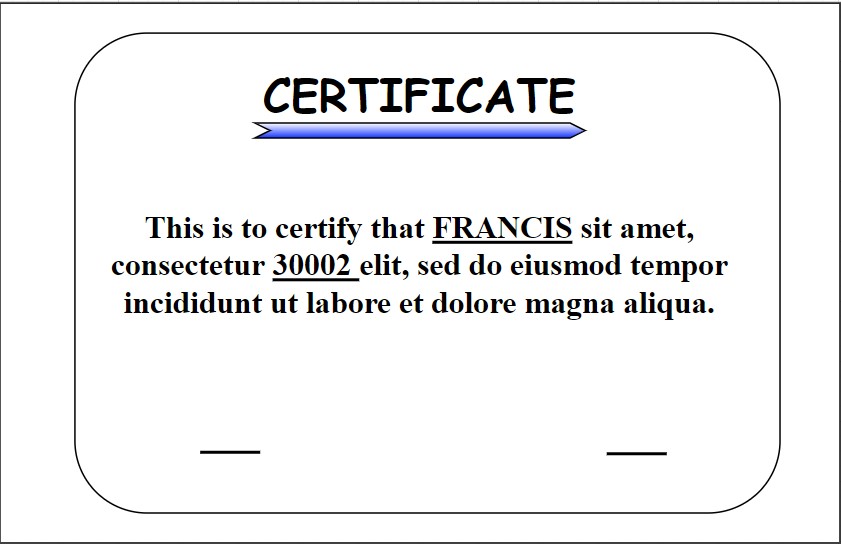 CERTIFICATE
This is to certify that FRANCIS sit amet,
consectetur 30002 elit, sed do eiusmod tempor
incididunt ut labore et dolore magna aliqua.